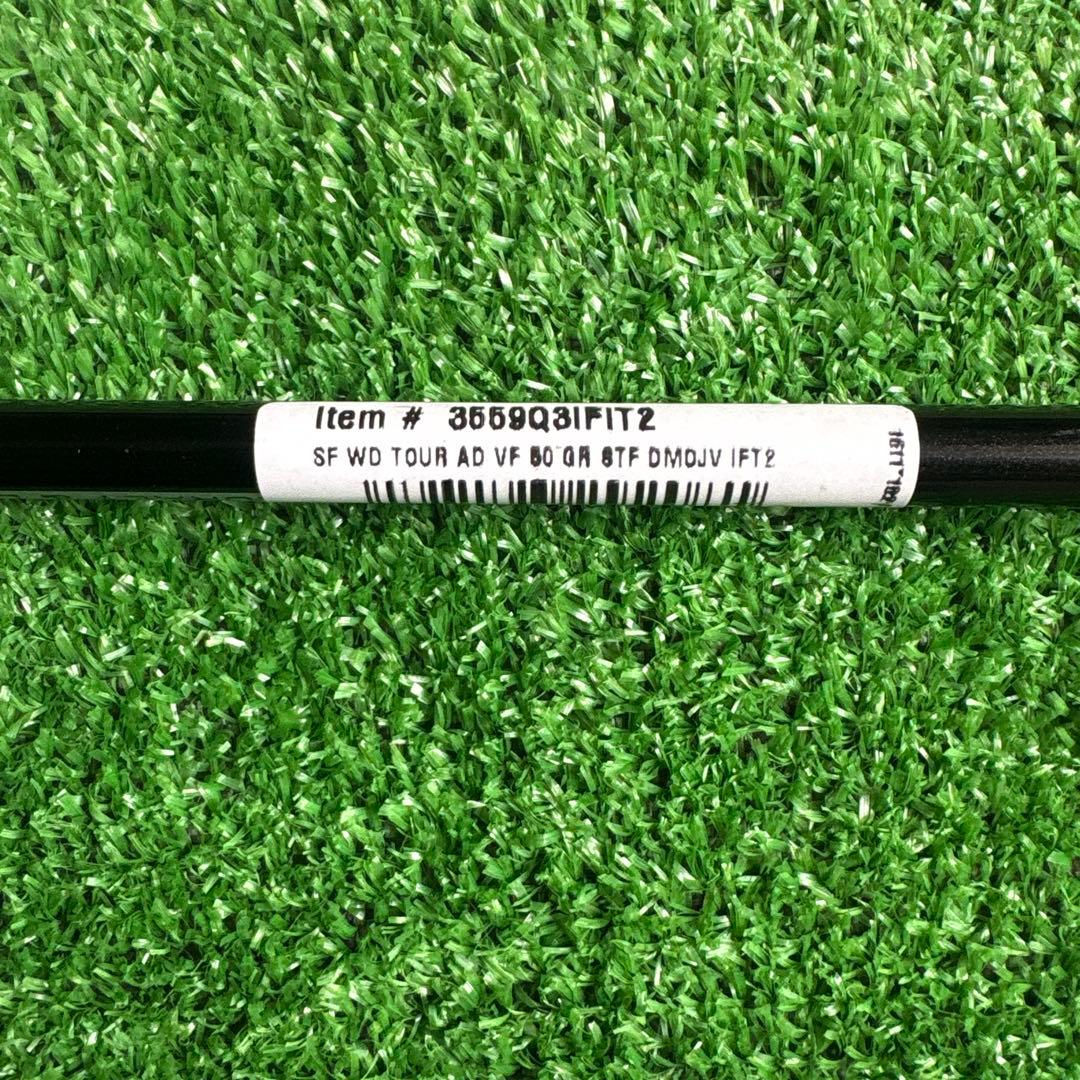 Item # 3559Q3IFIT2
SF WD TOUR AD VF 50 GR STF DMDJV IFT2